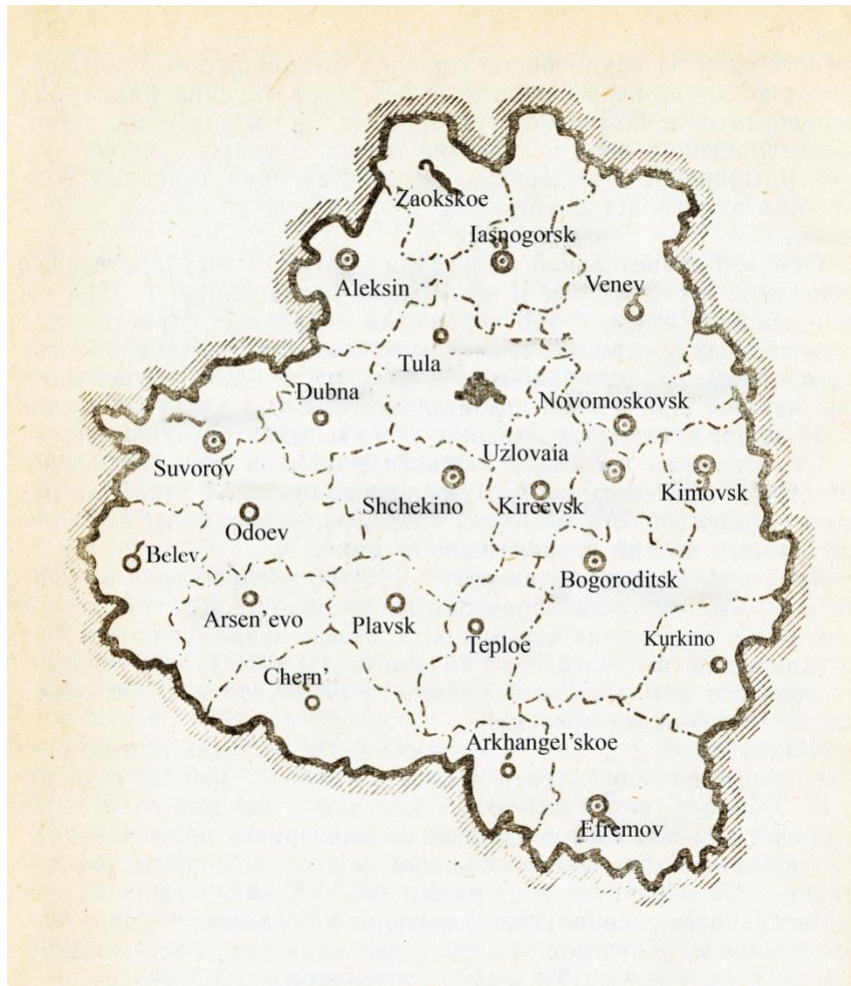 Zaokskoe
Iasnogorsk
Aleksin
Venev
Tula
Dubna
Novomoskovsk
Suvorov
Uzlovaia
Shchekino
Kireevsk
Kimovsk
Odoev
Belev
Bogoroditsk
Arsen'evo
Plavsk
Teploe
Kurkino
Chern'
Arkhangel'skoe
Efremov